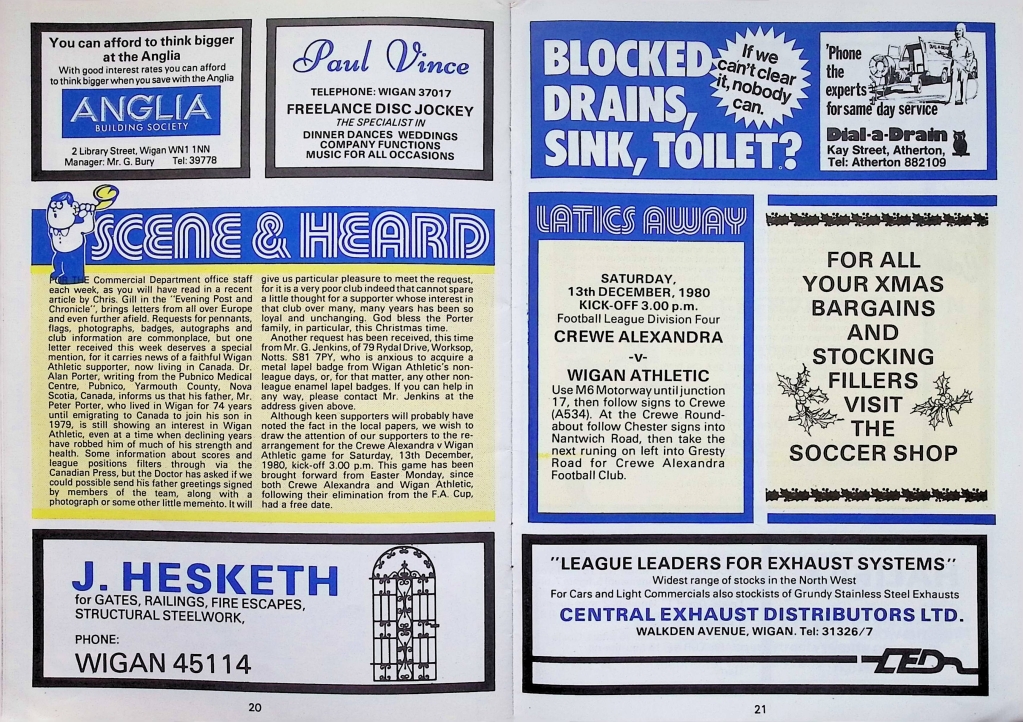 You can afford to think bigger
at the Anglia
With good interest rates you can afford
to think bigger when you save with the Anglia
ANGLIA
BUILDING SOCIETY
2 Library Street, Wigan WN1 1NN
Manager: Mr. G. Bury Tel: 39778
Paul Vince
TELEPHONE: WIGAN 37017
FREELANCE DISC JOCKEY
THE SPECIALIST IN
DINNER DANCES WEDDINGS
COMPANY FUNCTIONS
MUSIC FOR ALL OCCASIONS
SCENE & HEARD
FOR THE Commercial Department office staff
each week, as you will have read in a recent
article by Chris. Gill in the "Evening Post and
Chronicle", brings letters from all over Europe
and even further afield. Requests for pennants,
flags, photographs, badges, autographs and
club information are commonplace, but one
letter received this week deserves a special
mention, for it carries news of a faithful Wigan
Athletic supporter, now living in Canada. Dr.
Alan Porter, writing from the Pubnico Medical
Centre, Pubnico, Yarmouth County, Nova
Scotia, Canada, informs us that his father, Mr.
Peter Porter, who lived in Wigan for 74 years
until emigrating to Canada to join his son in
1979, is still showing an interest in Wigan
Athletic, even at a time when declining years
have robbed him of much of his strength and
health. Some information about scores and
league positions filters through via the
Canadian Press, but the Doctor has asked if we
could possible send his father greetings signed
by members of the team, along with a
photograph or some other little memento. It will
give us particular pleasure to meet the request,
for it is a very poor club indeed that cannot spare
a little thought for a supporter whose interest in
that club over many, many years has been so
loyal and unchanging. God bless the Porter
family, in particular, this Christmas time.
Another request has been received, this time
from Mr. G. Jenkins, of 79 Rydal Drive, Worksop,
Notts. S81 7PY, who is anxious to acquire a
metal lapel badge from Wigan Athletic's non-
league days, or, for that matter, any other non-
league enamel lapel badges. If you can help in
any way, please contact Mr. Jenkins at the
address given above.
Although keen supporters will probably have
noted the fact in the local papers, we wish to
draw the attention of our supporters to the re-
arrangement for the Crewe Alexandra v Wigan
Athletic game for Saturday, 13th December,
1980, kick-off 3.00 p.m. This game has been
brought forward from Easter Monday, since
both Crewe Alexandra and Wigan Athletic,
following their elimination from the F.A. Cup,
had a free date.
J. HESKETH
for GATES, RAILINGS, FIRE ESCAPES,
STRUCTURAL STEELWORK,
PHONE:
WIGAN 45114
20
BLOCKED
DRAINS,
SINK, TOILET?
If we
can't clear
it, nobody
can.
'Phone
the
experts
for same day service
Dial-a-Drain
Kay Street, Atherton,
Tel: Atherton 882109
LATICS AWAY
SATURDAY,
13th DECEMBER, 1980
KICK-OFF 3.00 p.m.
Football League Division Four
CREWE ALEXANDRA
-v-
WIGAN ATHLETIC
Use M6 Motorway until junction
17, then follow signs to Crewe
(A534). At the Crewe Round-
about follow Chester signs into
Nantwich Road, then take the
next runing on left into Gresty
Road for Crewe Alexandra
Football Club.
FOR ALL
YOUR XMAS
BARGAINS
AND
STOCKING
FILLERS
VISIT
THE
SOCCER SHOP
"LEAGUE LEADERS FOR EXHAUST SYSTEMS"
Widest range of stocks in the North West
For Cars and Light Commercials also stockists of Grundy Stainless Steel Exhausts
CENTRAL EXHAUST DISTRIBUTORS LTD.
WALKDEN AVENUE, WIGAN. Tel: 31326/7
CED
21